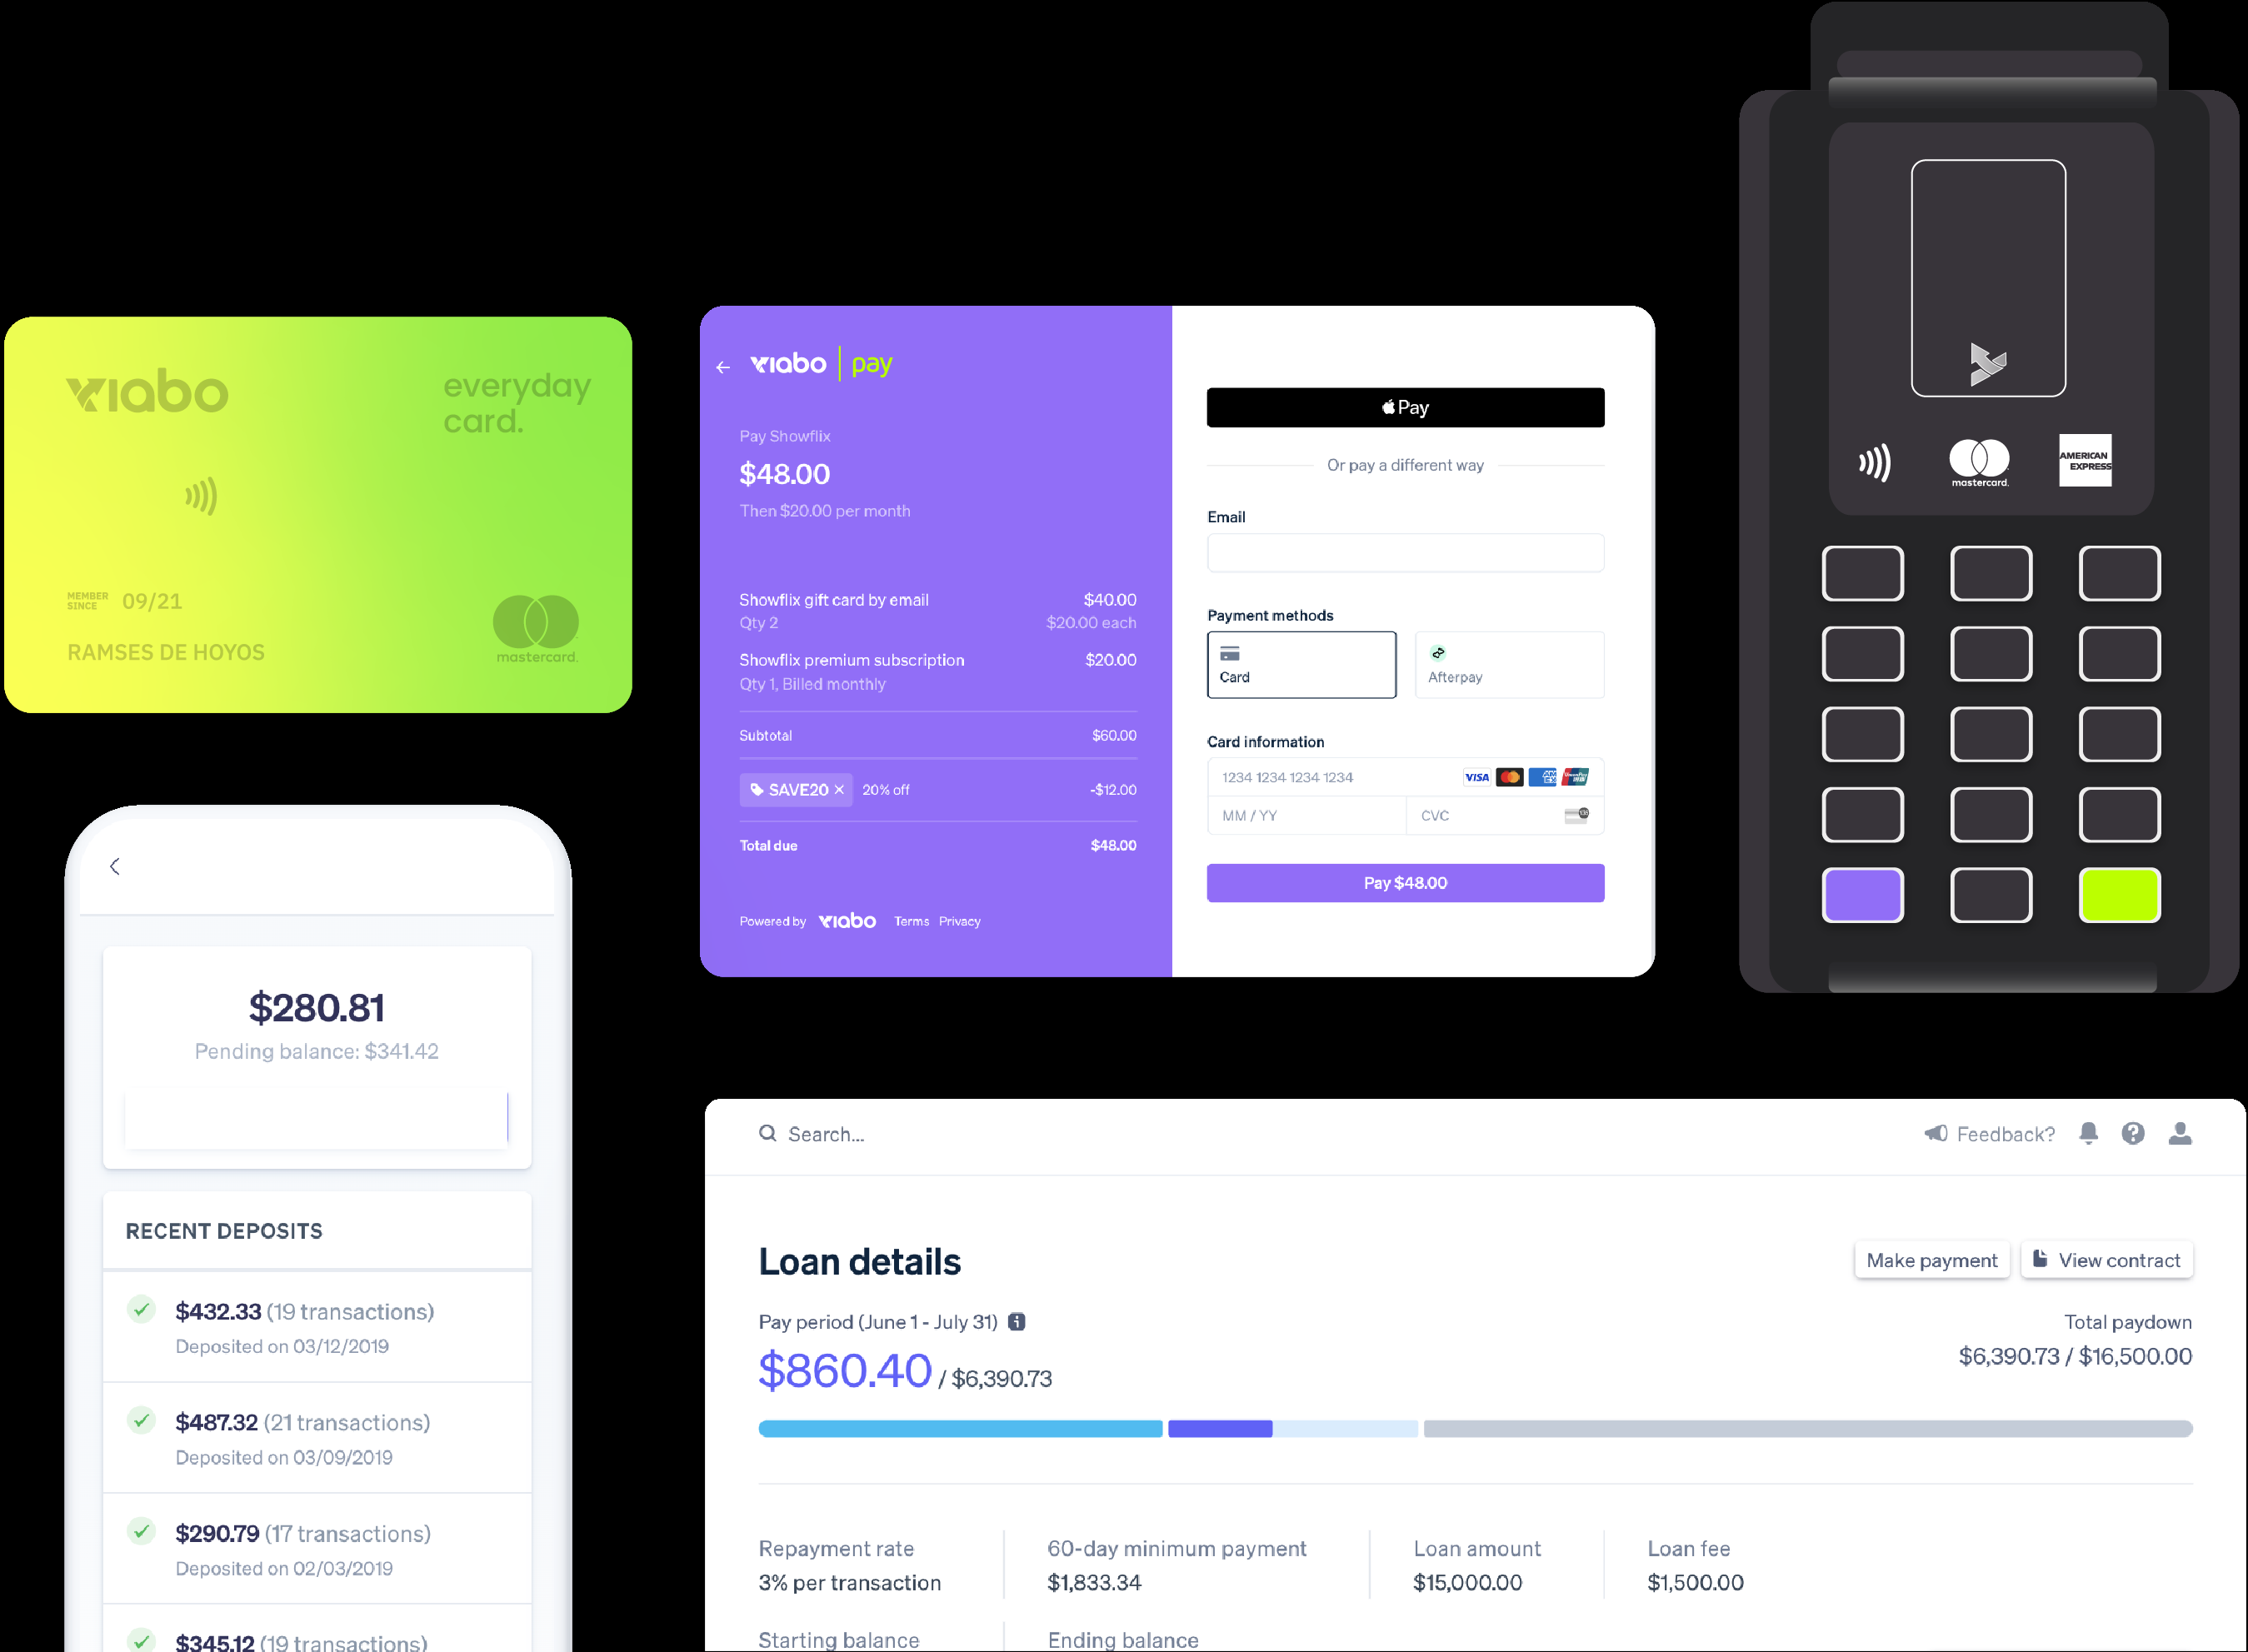 viabo
everyday
card.
MEMBER
SINCE
09/21
RAMSES DE HOYOS
mastercard.
viabo | pay
Pay Showflix
$48.00
Then $20.00 per month
Showflix gift card by email $40.00
Qty 2 $20.00 each
Showflix premium subscription $20.00
Qty 1, Billed monthly
Subtotal $60.00
SAVE20 × 20% off -$12.00
Total due $48.00
Powered by viabo Terms Privacy
Pay
Or pay a different way
Email
Payment methods
Card
Afterpay
Card information
1234 1234 1234 1234 VISA
MM / YY CVC
Pay $48.00
mastercard.
AMERICAN
EXPRESS
$280.81
Pending balance: $341.42
RECENT DEPOSITS
$432.33 (19 transactions)
Deposited on 03/12/2019
$487.32 (21 transactions)
Deposited on 03/09/2019
$290.79 (17 transactions)
Deposited on 02/03/2019
$345.12 (19 transactions)
Search...
Feedback?
Loan details
Make payment
View contract
Pay period (June 1 - July 31)
$860.40 / $6,390.73
Total paydown
$6,390.73 / $16,500.00
Repayment rate
3% per transaction
60-day minimum payment
$1,833.34
Loan amount
$15,000.00
Loan fee
$1,500.00
Starting balance
Ending balance